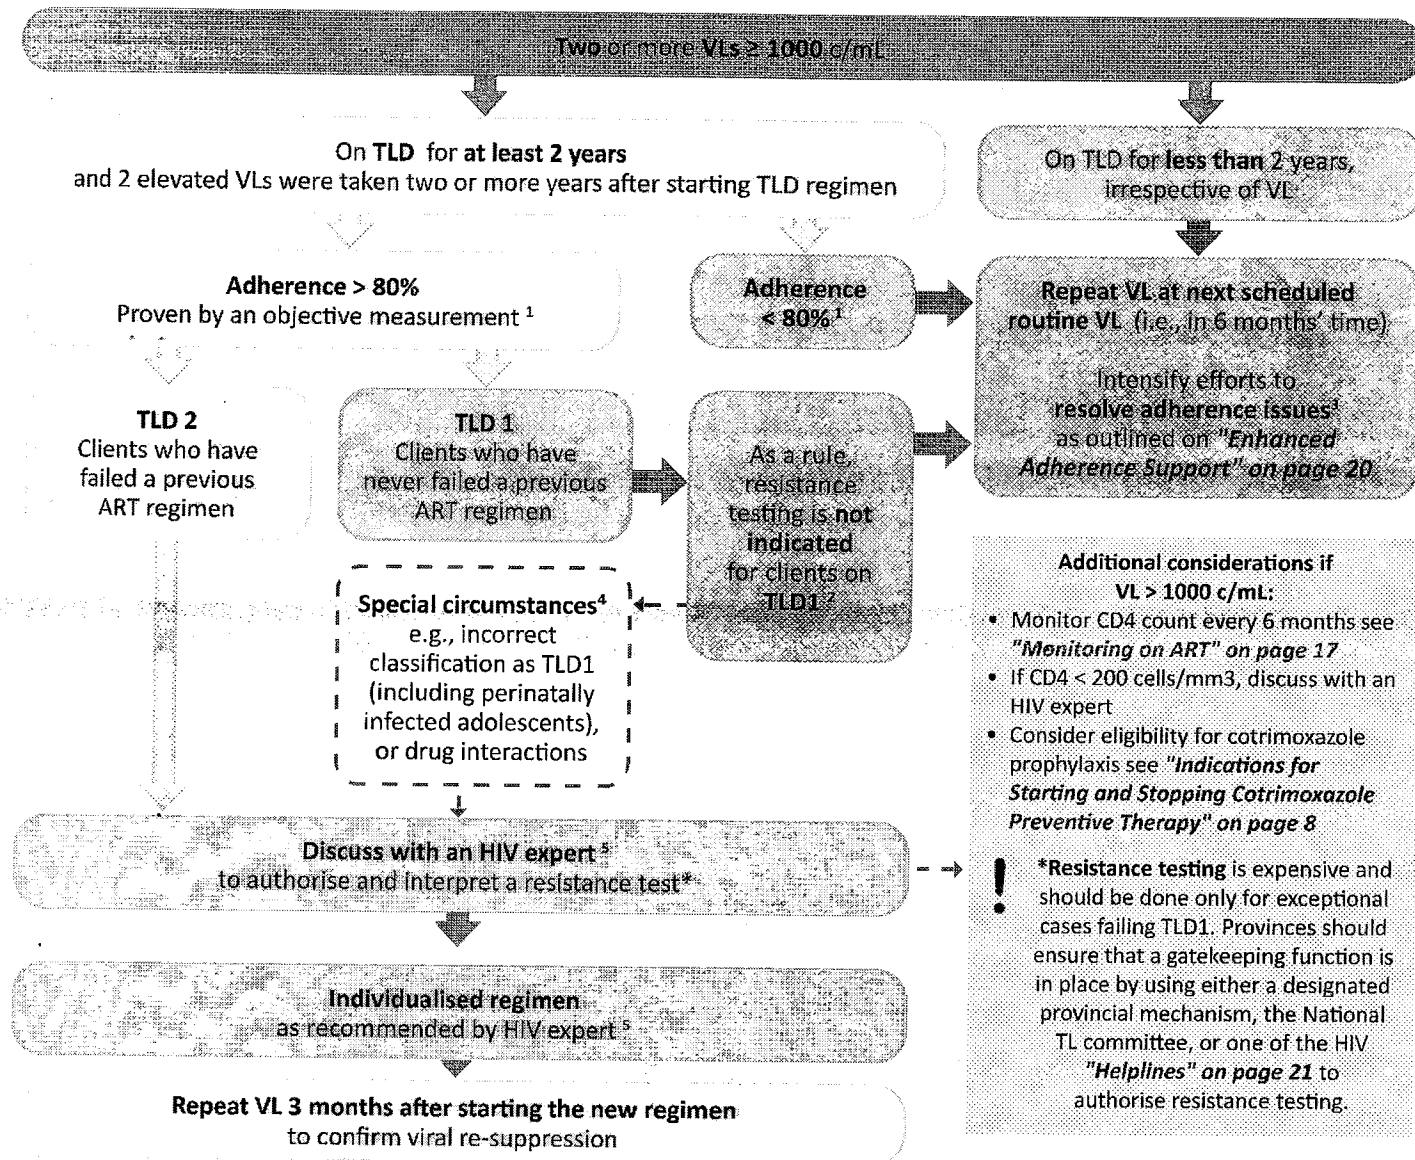 Two or more VLs ≥ 1000 c/mL
On TLD for at least 2 years
and 2 elevated VLs were taken two or more years after starting TLD regimen
On TLD for less than 2 years,
irrespective of VL
Adherence > 80%
Proven by an objective measurement 1
Adherence
< 80%1
Repeat VL at next scheduled
routine VL (i.e., in 6 months' time)
Intensify efforts to
resolve adherence issues1
as outlined on "Enhanced
Adherence Support" on page 20
TLD 2
Clients who have
failed a previous
ART regimen
TLD 1
Clients who have
never failed a previous
ART regimen
As a rule,
resistance
testing is not
indicated
for clients on
TLD1 2
Special circumstances4
e.g., incorrect
classification as TLD1
(including perinatally
infected adolescents),
or drug interactions
Additional considerations if
VL > 1000 c/mL:
• Monitor CD4 count every 6 months see
"Monitoring on ART" on page 17
• If CD4 < 200 cells/mm3, discuss with an
HIV expert
• Consider eligibility for cotrimoxazole
prophylaxis see "Indications for
Starting and Stopping Cotrimoxazole
Preventive Therapy" on page 8
Discuss with an HIV expert 5
to authorise and interpret a resistance test*
! *Resistance testing is expensive and
should be done only for exceptional
cases failing TLD1. Provinces should
ensure that a gatekeeping function is
in place by using either a designated
provincial mechanism, the National
TL committee, or one of the HIV
"Helplines" on page 21 to
authorise resistance testing.
Individualised regimen
as recommended by HIV expert 5
Repeat VL 3 months after starting the new regimen
to confirm viral re-suppression